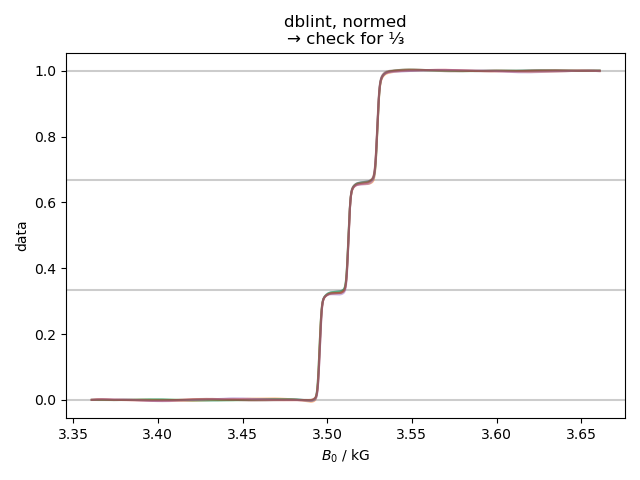 dblint, normed
→ check for ⅓
data
1.0
0.8
0.6
0.4
0.2
0.0
3.35 3.40 3.45 3.50 3.55 3.60 3.65
B₀ / kG